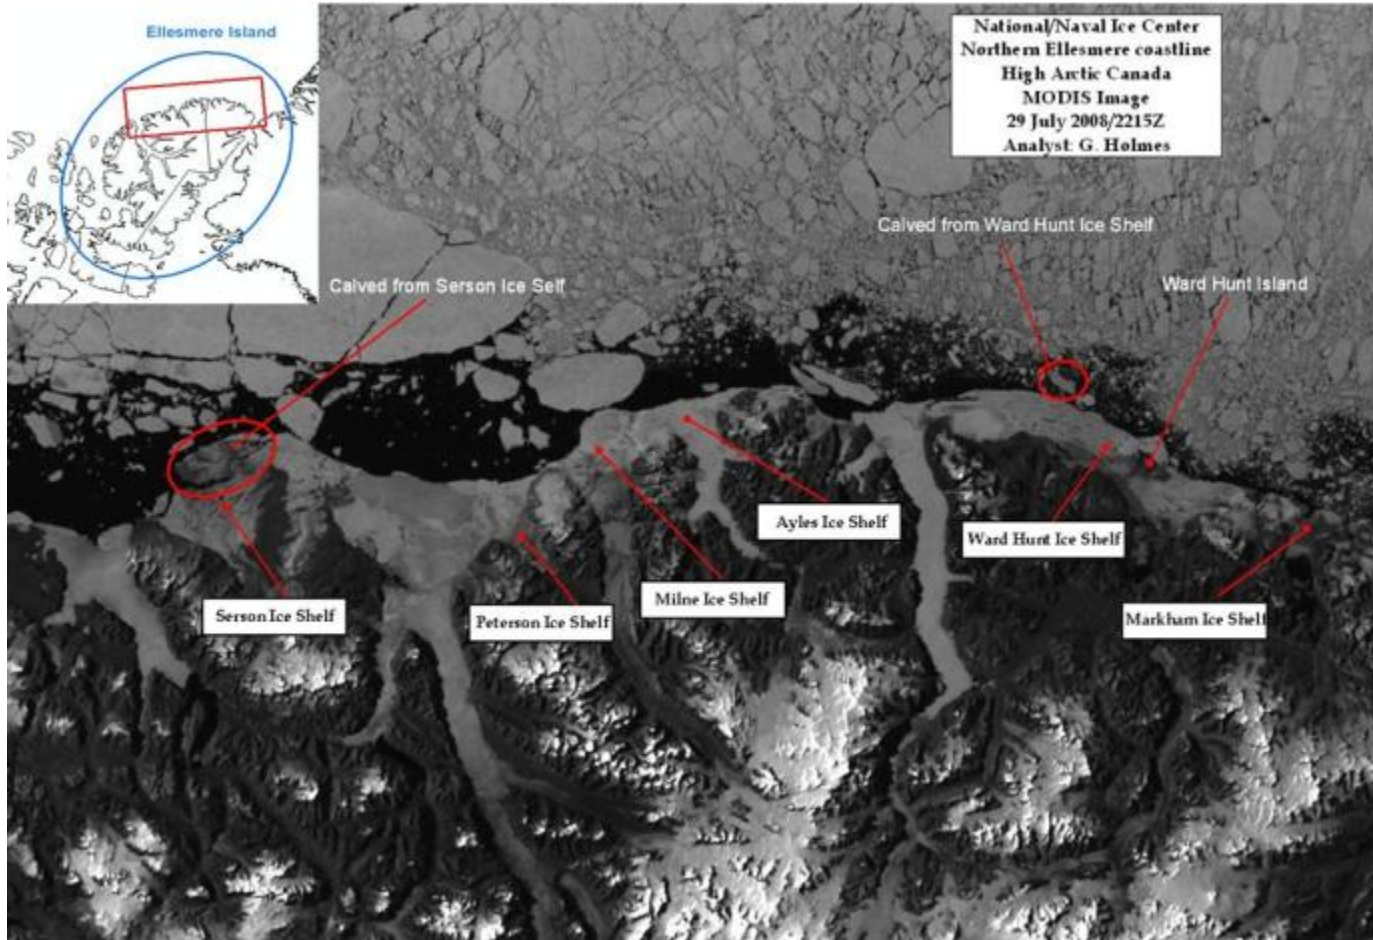 Ellesmere Island
National/Naval Ice Center
Northern Ellesmere coastline
High Arctic Canada
MODIS Image
29 July 2008/2215Z
Analyst: G. Holmes
Calved from Ward Hunt Ice Shelf
Calved from Serson Ice Self
Ward Hunt Island
Ayles Ice Shelf
Ward Hunt Ice Shelf
Serson Ice Shelf
Peterson Ice Shelf
Milne Ice Shelf
Markham Ice Shelf